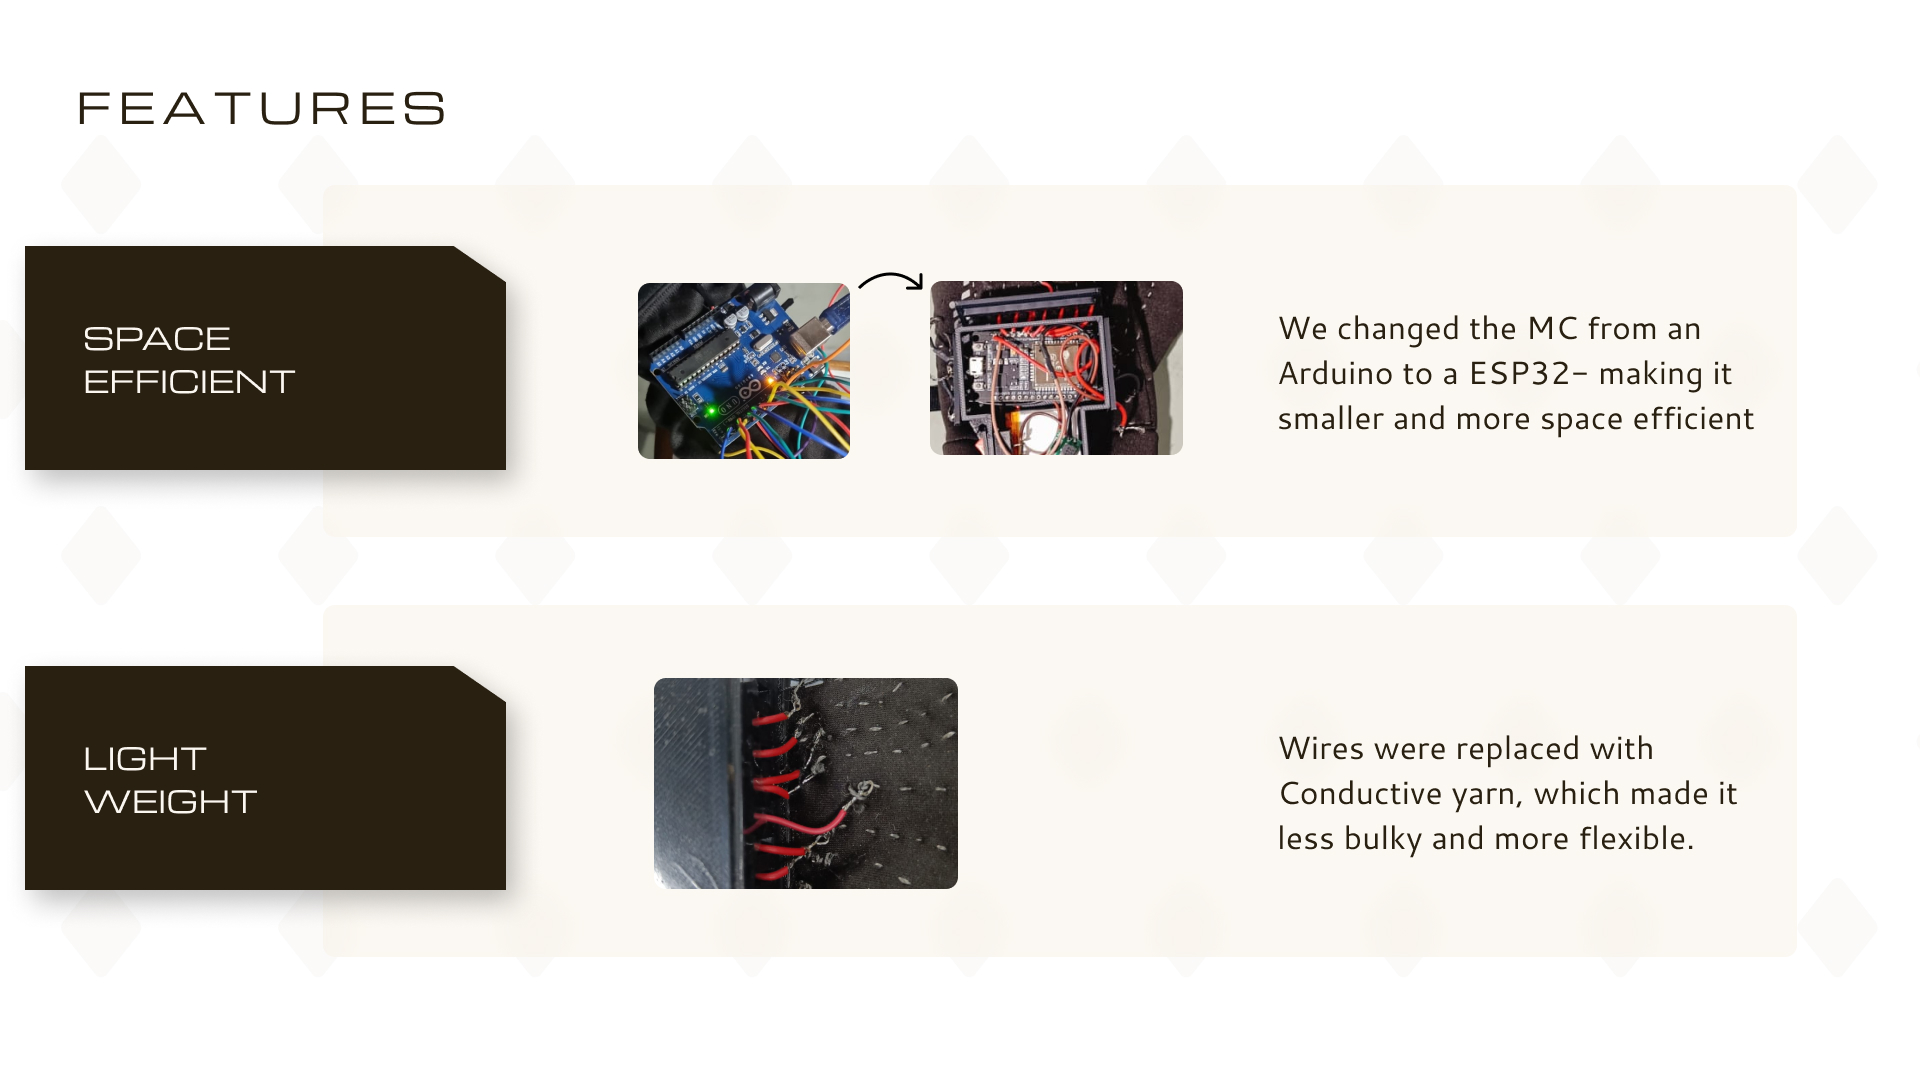 FEATURES
SPACE
EFFICIENT
We changed the MC from an
Arduino to a ESP32- making it
smaller and more space efficient
LIGHT
WEIGHT
Wires were replaced with
Conductive yarn, which made it
less bulky and more flexible.